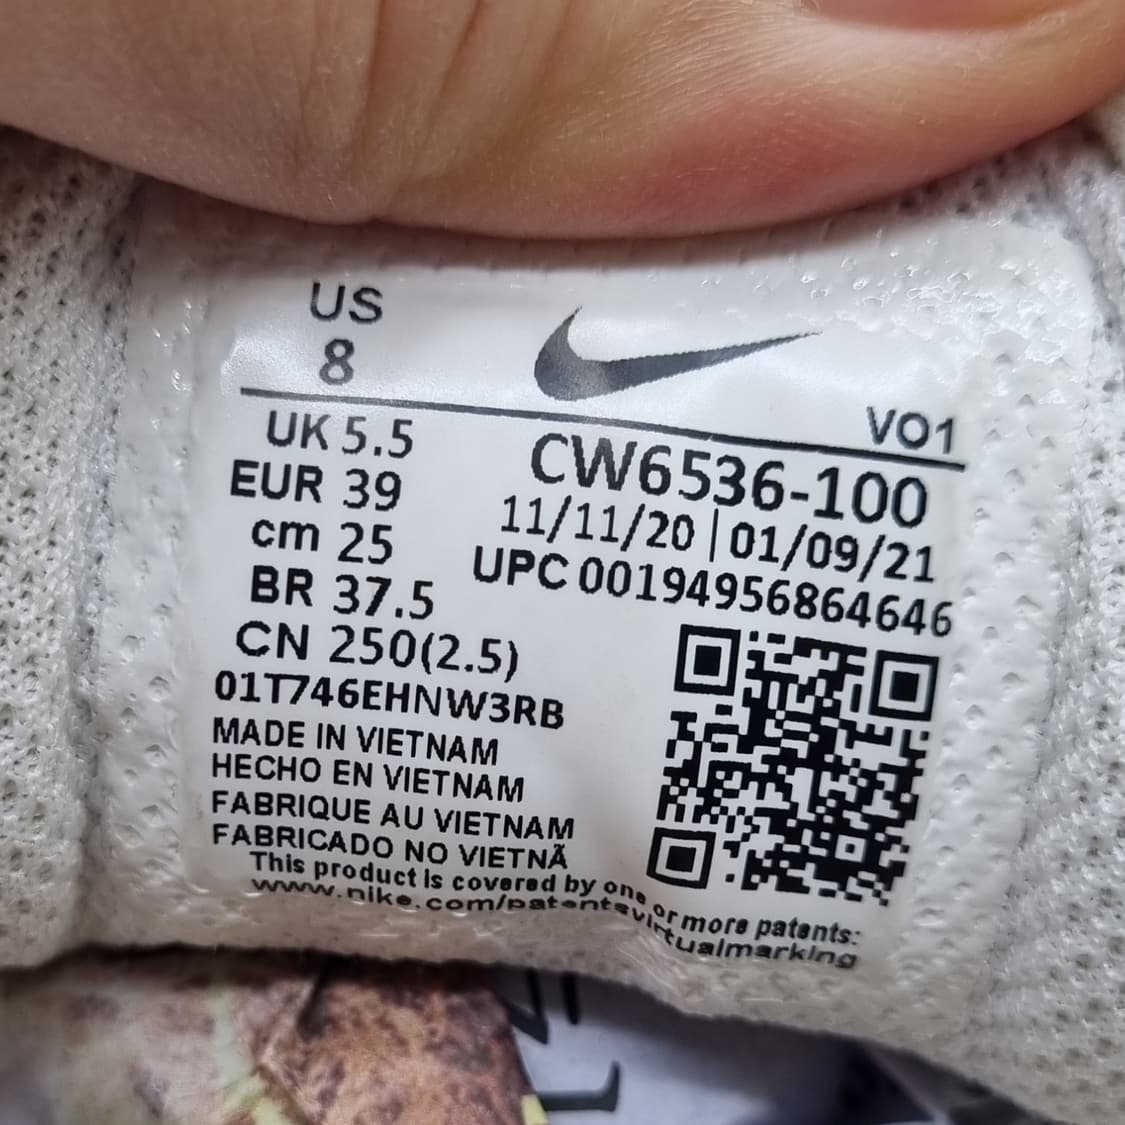 US
8
UK 5.5
EUR 39
cm 25
BR 37.5
CN 250(2.5)
01T746EHNW3RB
MADE IN VIETNAM
HECHO EN VIETNAM
FABRIQUE AU VIETNAM
FABRICADO NO VIETNÃ
VO1
CW6536-100
11/11/20 | 01/09/21
UPC 00194956864646
This product is covered by one or more patents:
www.nike.com/patentsvirtualmarking